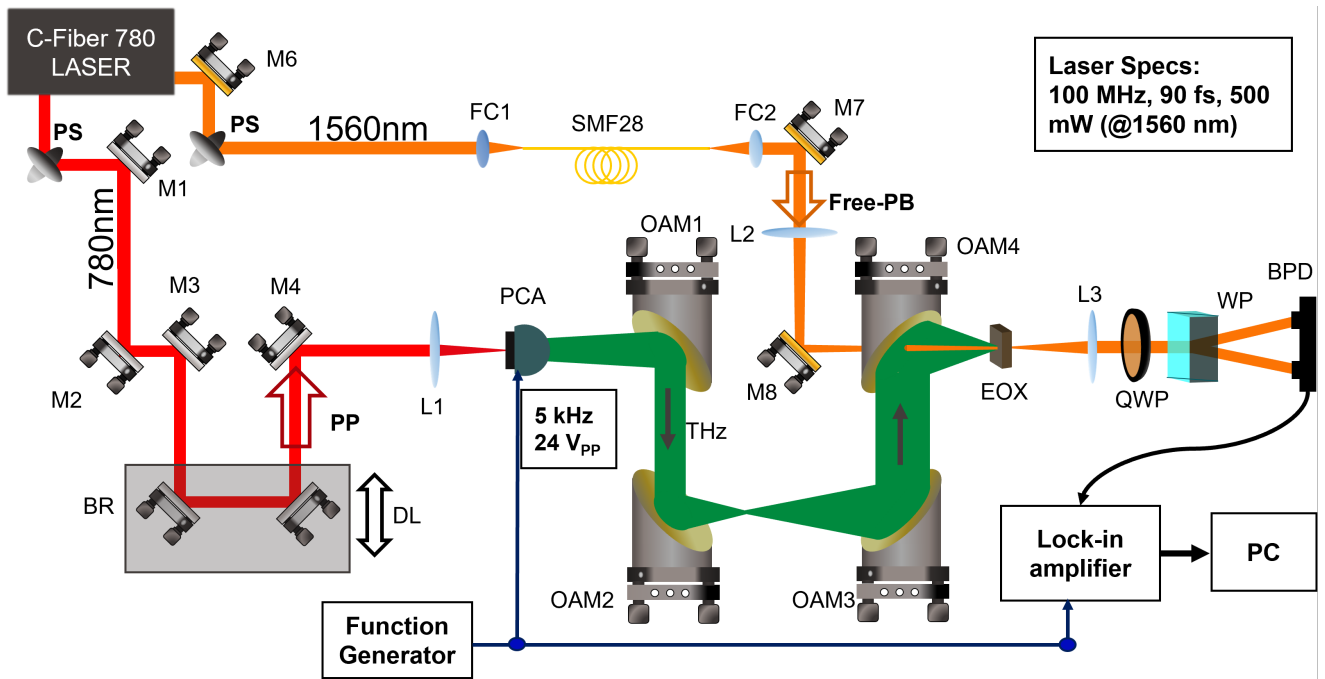 C-Fiber 780
LASER
M6
Laser Specs:
100 MHz, 90 fs, 500
mW (@1560 nm)
PS
PS
1560nm
FC1
SMF28
FC2
M7
M1
780nm
Free-PB
L2
OAM1
OAM4
M3
M4
PCA
L3
WP
BPD
M2
L1
M8
EOX
QWP
PP
5 kHz
24 VPP
THz
BR
DL
OAM2
OAM3
Lock-in
amplifier
PC
Function
Generator